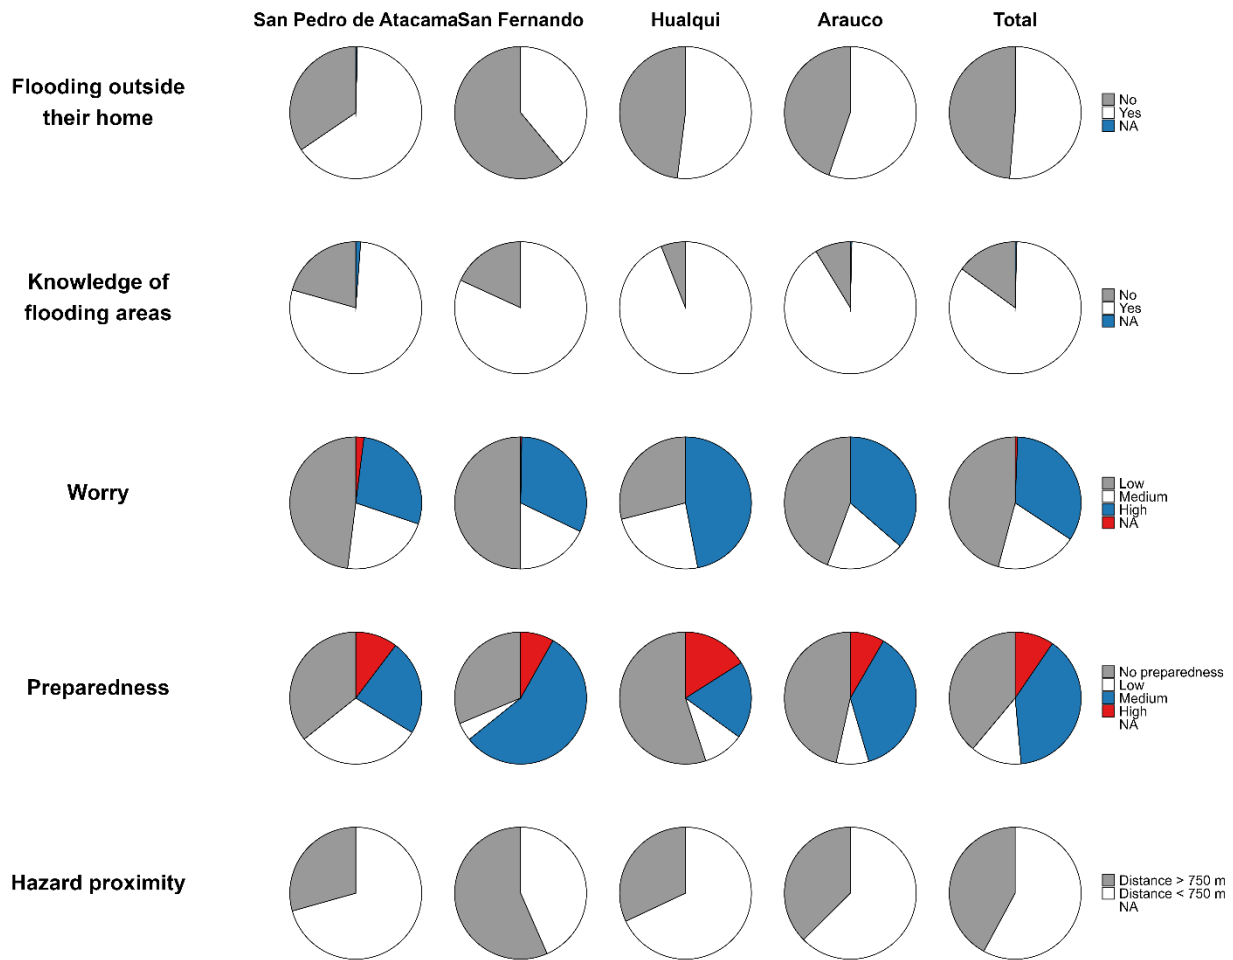 San Pedro de Atacama San Fernando Hualqui Arauco Total
Flooding outside
their home
No
Yes
NA
Knowledge of
flooding areas
No
Yes
NA
Worry
Low
Medium
High
NA
Preparedness
No preparedness
Low
Medium
High
NA
Hazard proximity
Distance > 750 m
Distance < 750 m
NA